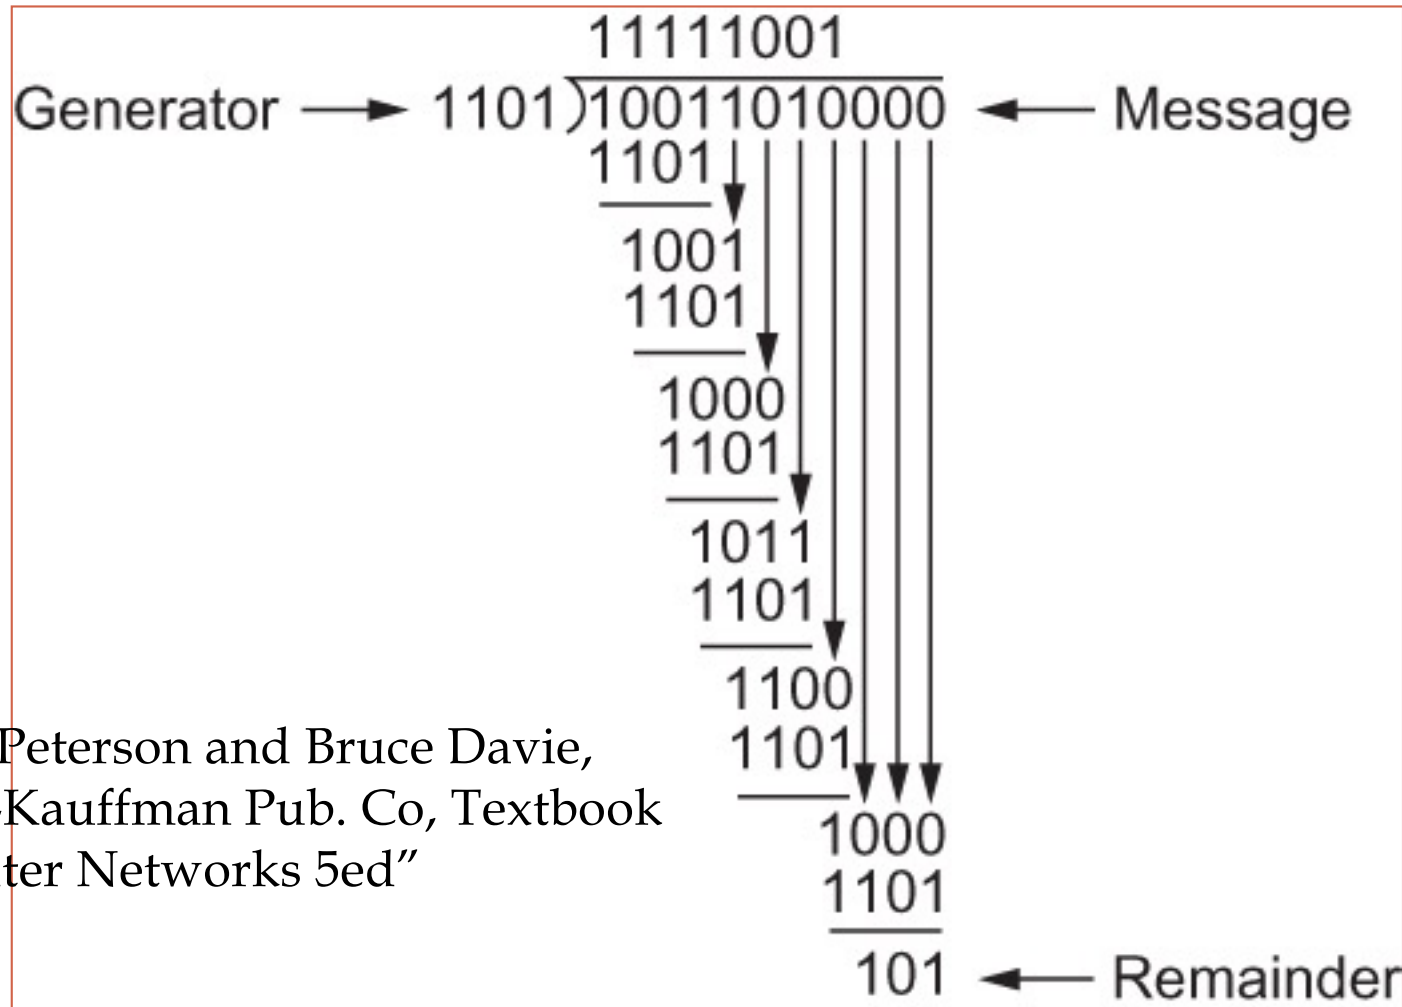 11111001
Generator 1101)10011010000 Message
1101
1001
1101
1000
1101
1011
1101
1100
Peterson and Bruce Davie,
1101
Kauffman Pub. Co, Textbook
1000
ter Networks 5ed”
1101
101 Remainder